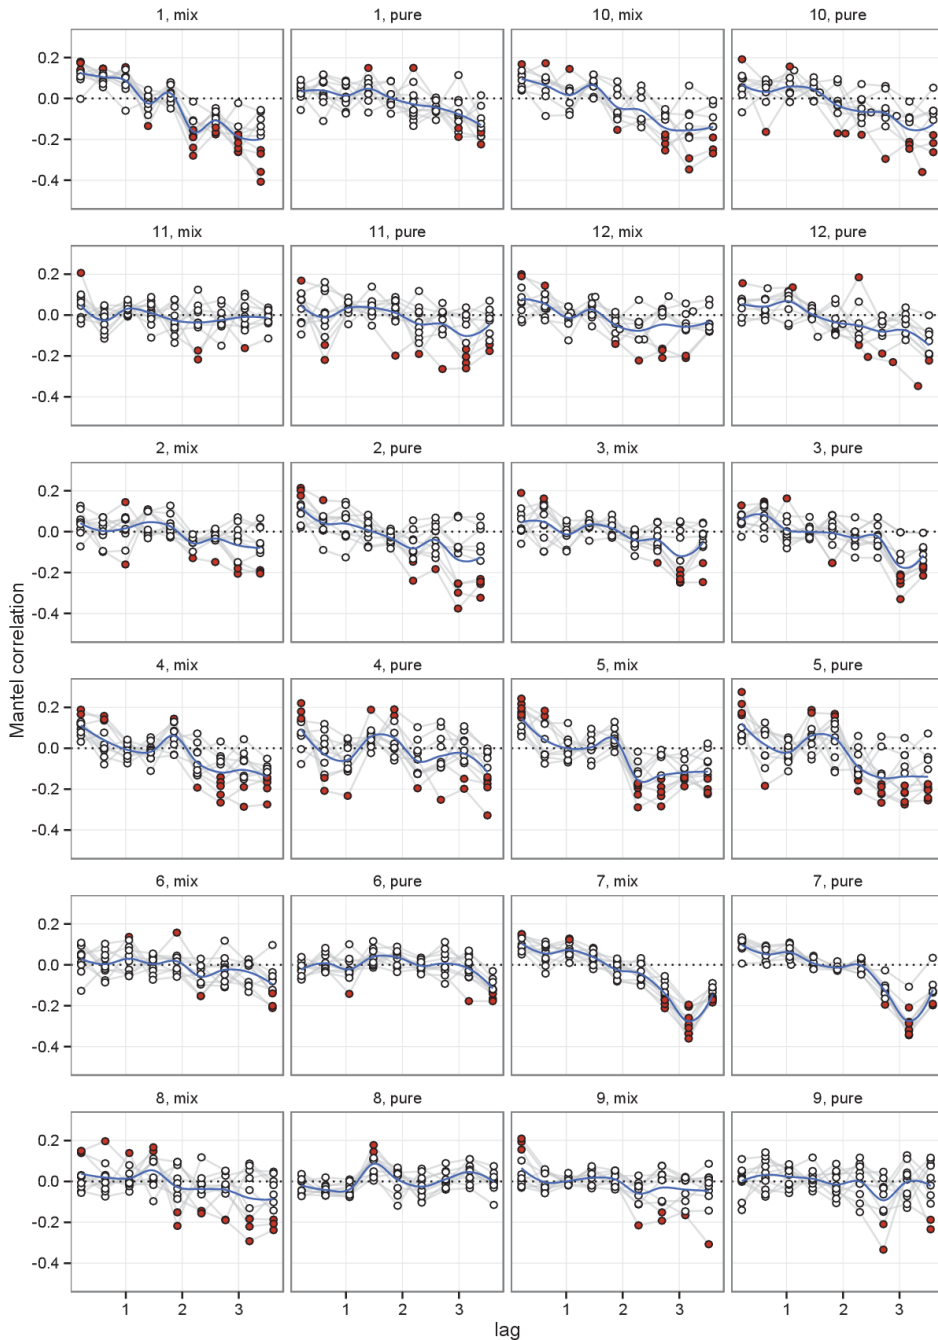 1, mix 1, pure 10, mix 10, pure
0.2
0.0
-0.2
-0.4
11, mix 11, pure 12, mix 12, pure
0.2
0.0
-0.2
-0.4
2, mix 2, pure 3, mix 3, pure
0.2
0.0
-0.2
-0.4
Mantel correlation
4, mix 4, pure 5, mix 5, pure
0.2
0.0
-0.2
-0.4
6, mix 6, pure 7, mix 7, pure
0.2
0.0
-0.2
-0.4
8, mix 8, pure 9, mix 9, pure
0.2
0.0
-0.2
-0.4
1 2 3 1 2 3 1 2 3 1 2 3
lag